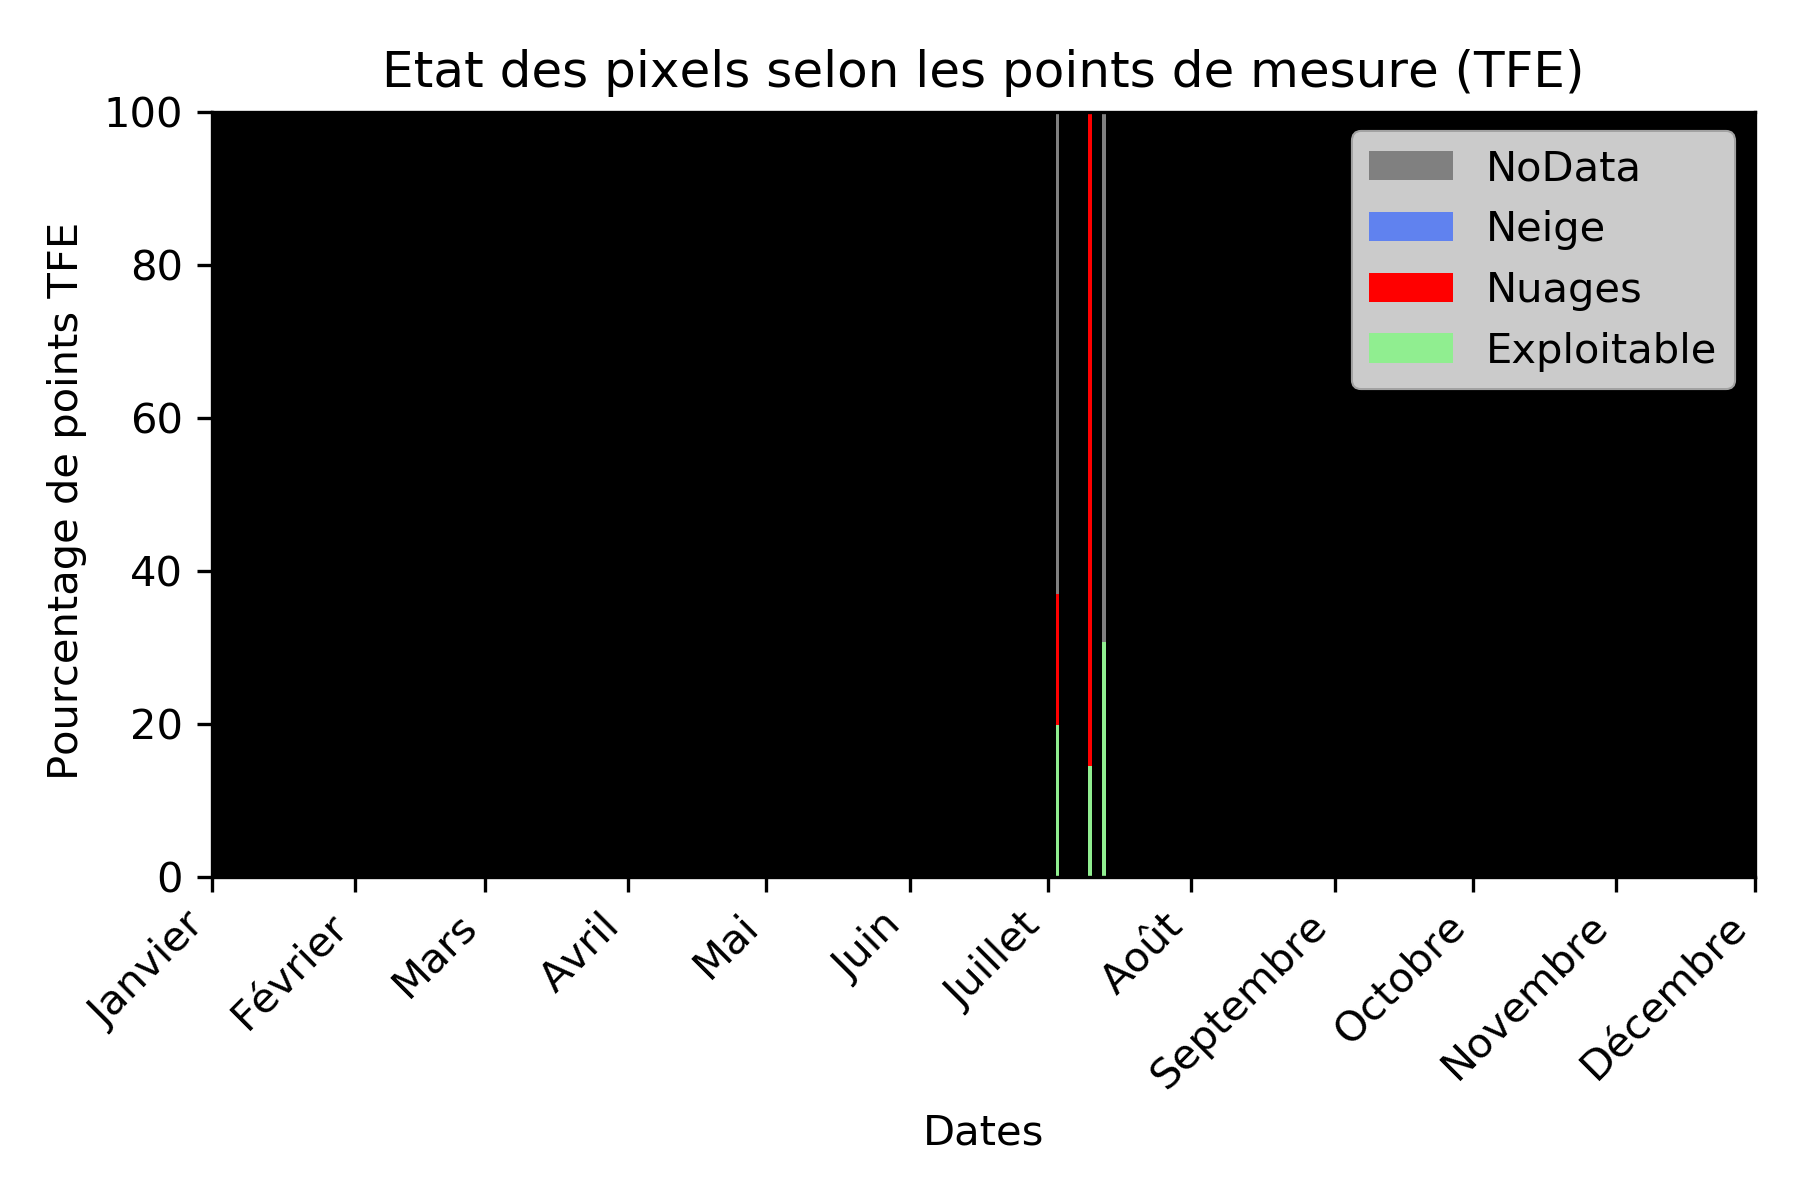 Etat des pixels selon les points de mesure (TFE)
Pourcentage de points TFE
100
80
60
40
20
0
NoData
Neige
Nuages
Exploitable
Janvier
Février
Mars
Avril
Mai
Juin
Juillet
Août
Septembre
Octobre
Novembre
Décembre
Dates